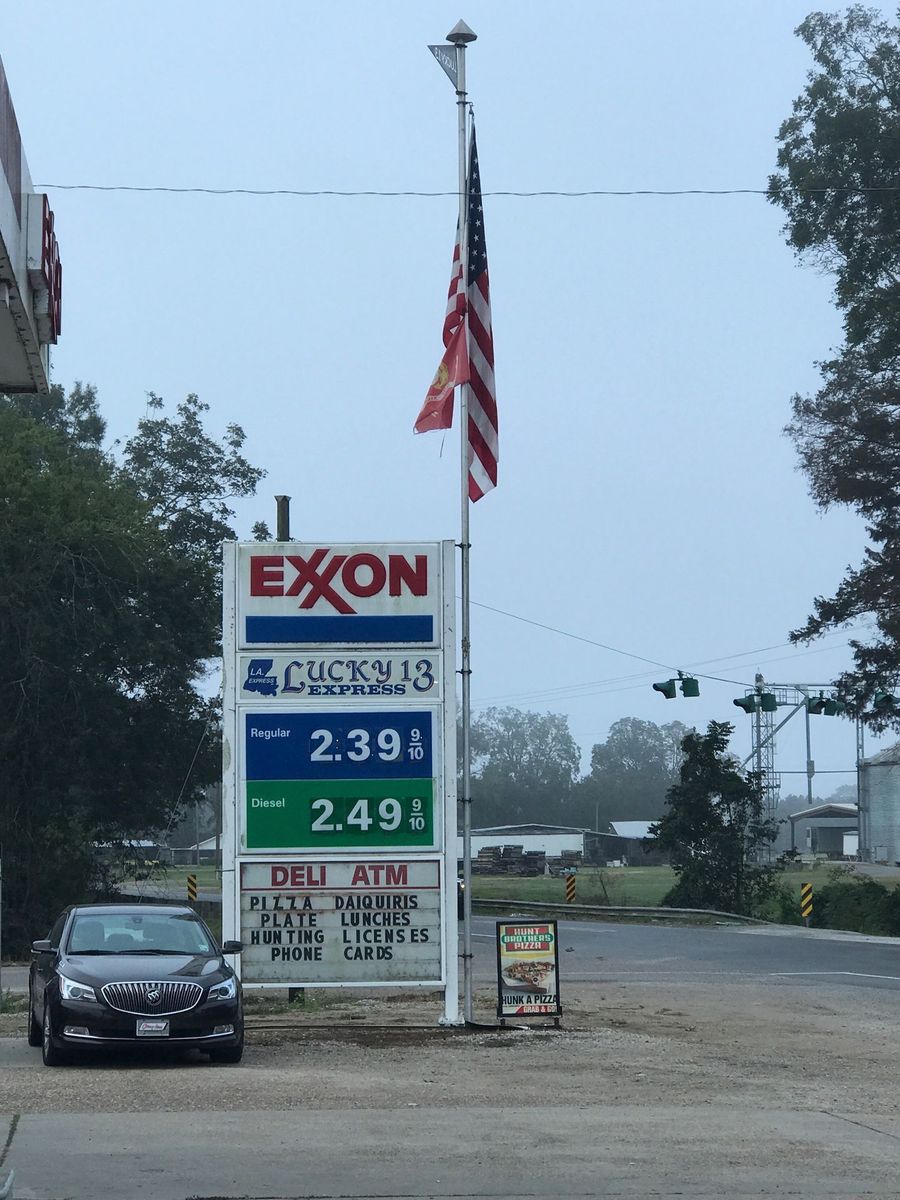 EXXON
LA.
EXPRESS
LUCKY 13
EXPRESS
Regular
2.39 9/10
Diesel
2.49 9/10
DELI ATM
PIZZA DAIQUIRIS
PLATE LUNCHES
HUNTING LICENSES
PHONE CARDS
HUNT
BROTHERS
PIZZA
HUNK A PIZZA
GRAB & GO